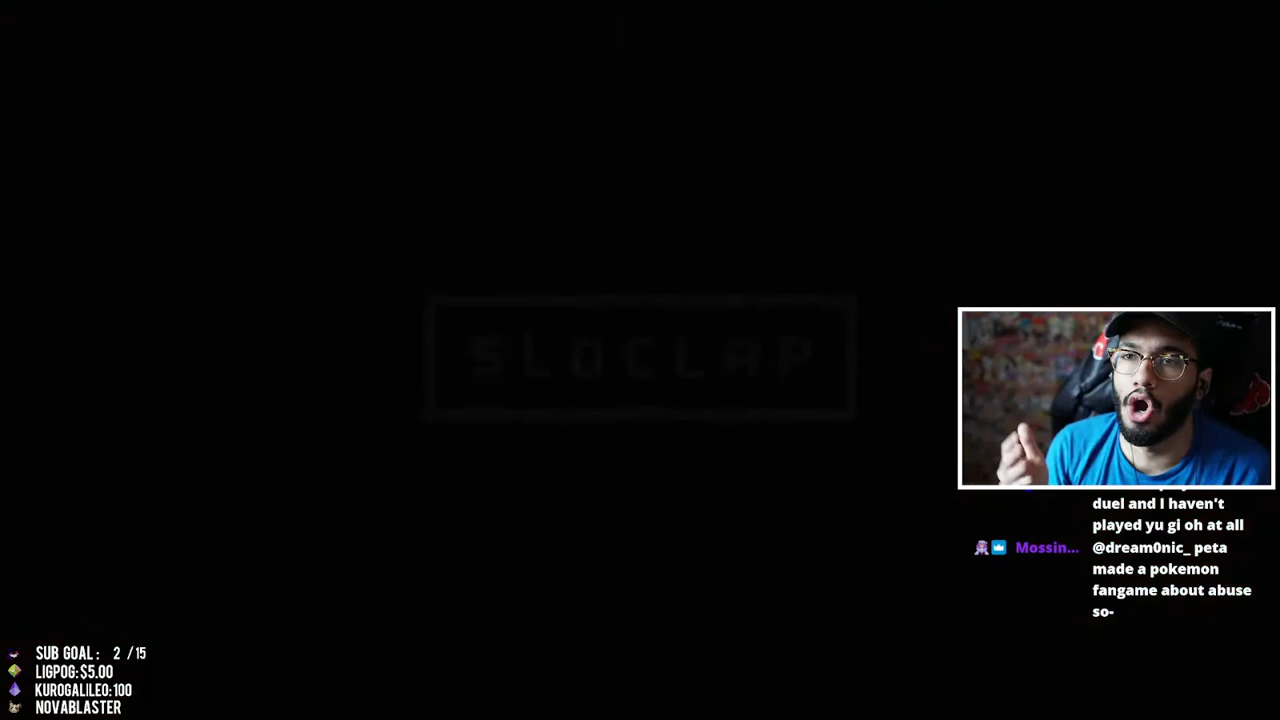 SLOCLAP
duel and I haven't
played yu gi oh at all
Mossin... @dream0nic_ peta
made a pokemon
fangame about abuse
so-
SUB GOAL: 2 /15
LIGPOG:$5.00
KUROGALILEO:100
NOVABLASTER